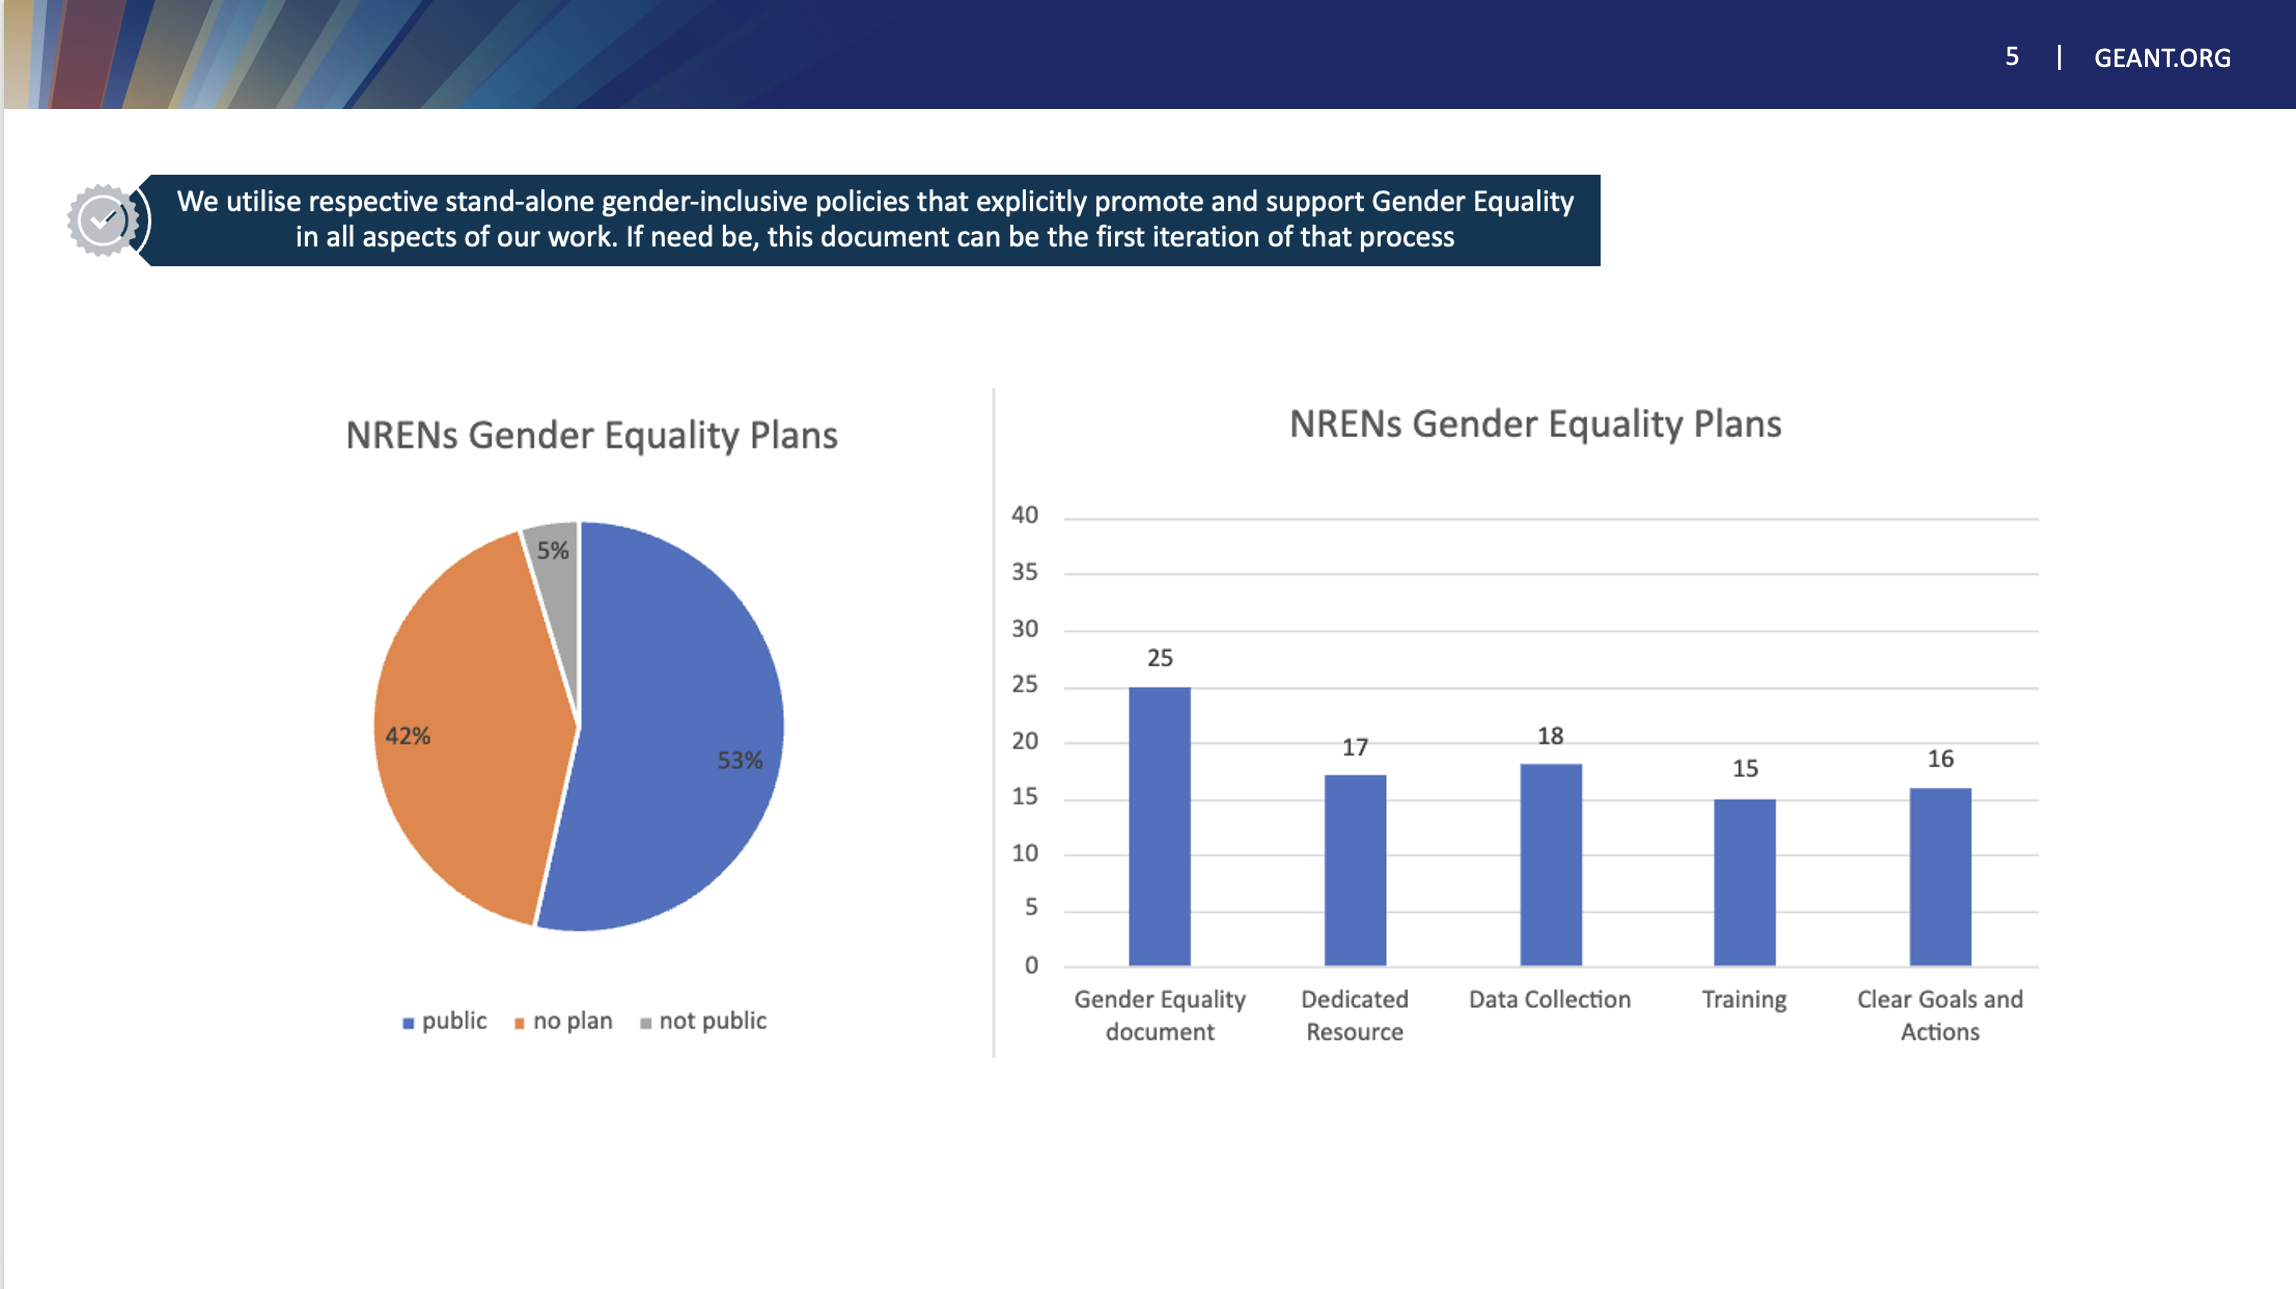 5 | GEANT.ORG
We utilise respective stand-alone gender-inclusive policies that explicitly promote and support Gender Equality
in all aspects of our work. If need be, this document can be the first iteration of that process
NRENs Gender Equality Plans
5%
42%
53%
public no plan not public
NRENs Gender Equality Plans
40
35
30
25
20
15
10
5
0
25
17
18
15
16
Gender Equality
document
Dedicated
Resource
Data Collection
Training
Clear Goals and
Actions